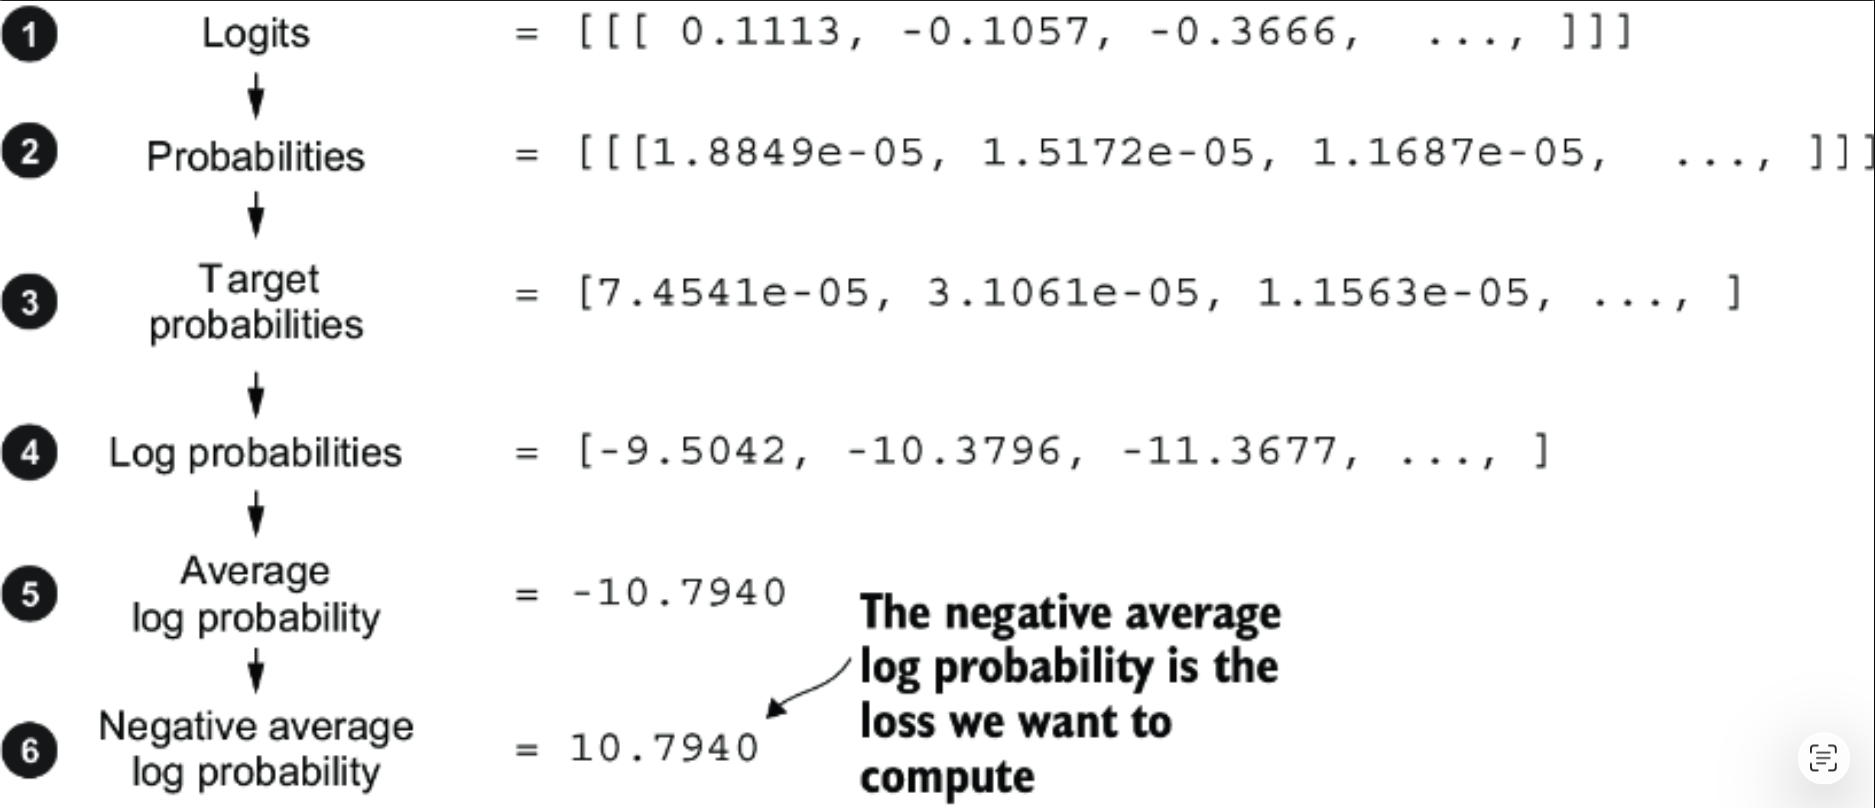 1 Logits = [[[ 0.1113, -0.1057, -0.3666, ..., ]]]
2 Probabilities = [[[1.8849e-05, 1.5172e-05, 1.1687e-05, ..., ]]]
3 Target
probabilities = [7.4541e-05, 3.1061e-05, 1.1563e-05, ..., ]
4 Log probabilities = [-9.5042, -10.3796, -11.3677, ..., ]
5 Average
log probability = -10.7940
6 Negative average
log probability = 10.7940
The negative average
log probability is the
loss we want to
compute